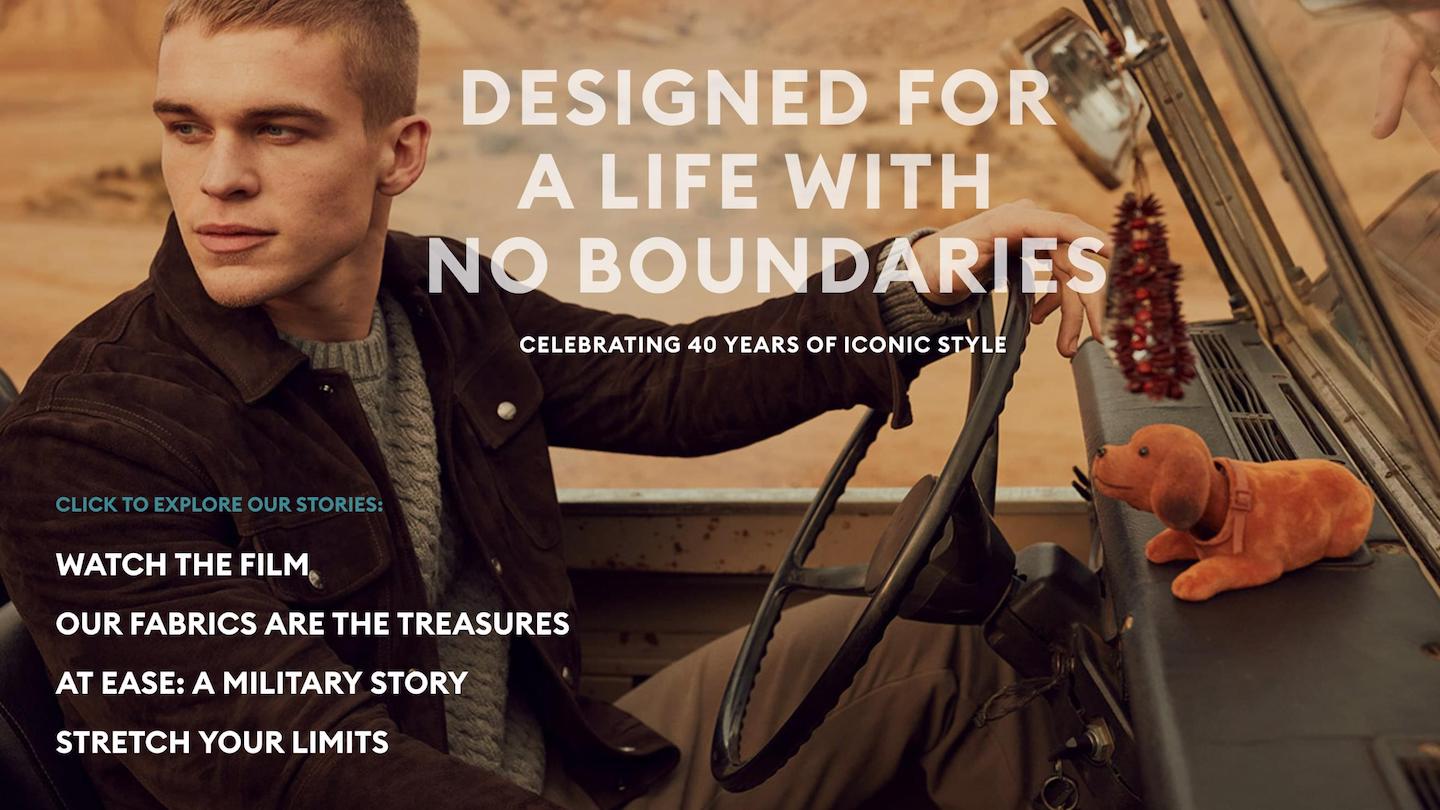 DESIGNED FOR
A LIFE WITH
NO BOUNDARIES
CELEBRATING 40 YEARS OF ICONIC STYLE
CLICK TO EXPLORE OUR STORIES:
WATCH THE FILM
OUR FABRICS ARE THE TREASURES
AT EASE: A MILITARY STORY
STRETCH YOUR LIMITS